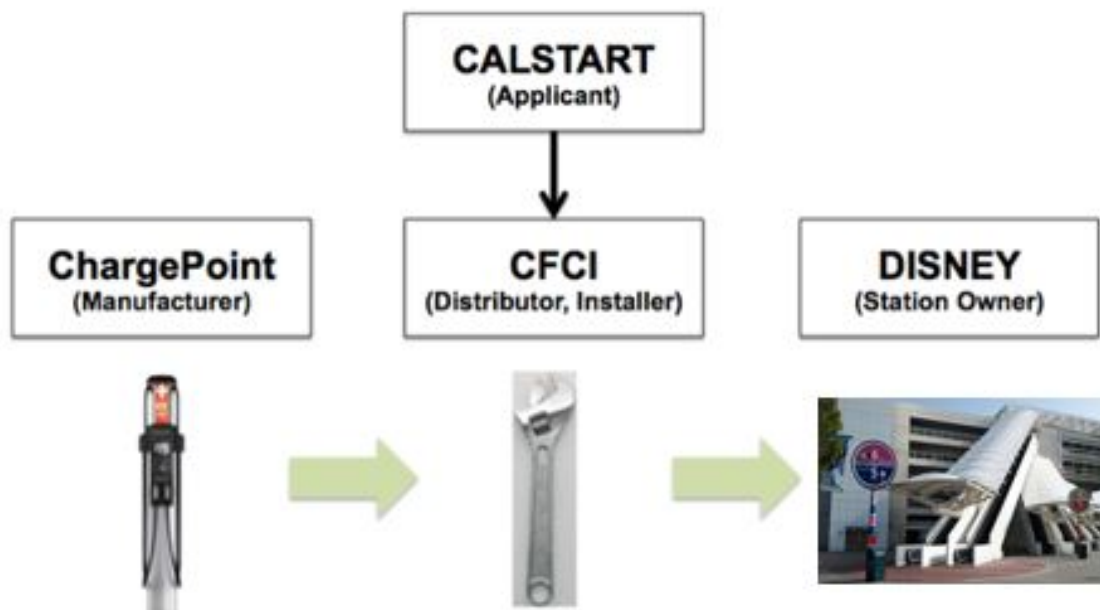 CALSTART
(Applicant)
ChargePoint
(Manufacturer)
CFCI
(Distributor, Installer)
DISNEY
(Station Owner)